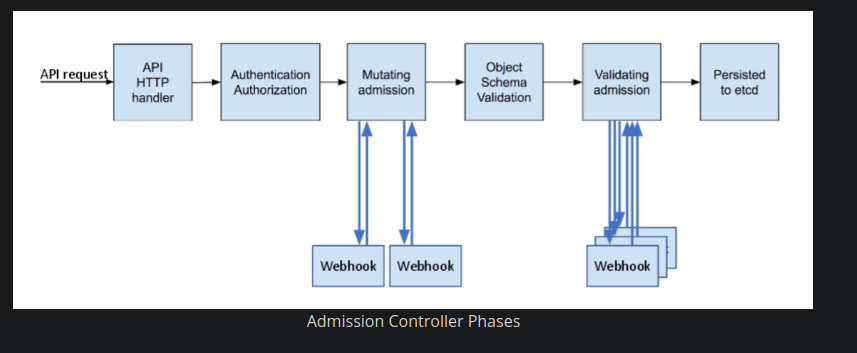 API request
API
HTTP
handler
Authentication
Authorization
Mutating
admission
Object
Schema
Validation
Validating
admission
Persisted
to etcd
Webhook
Webhook
Webhook
Admission Controller Phases